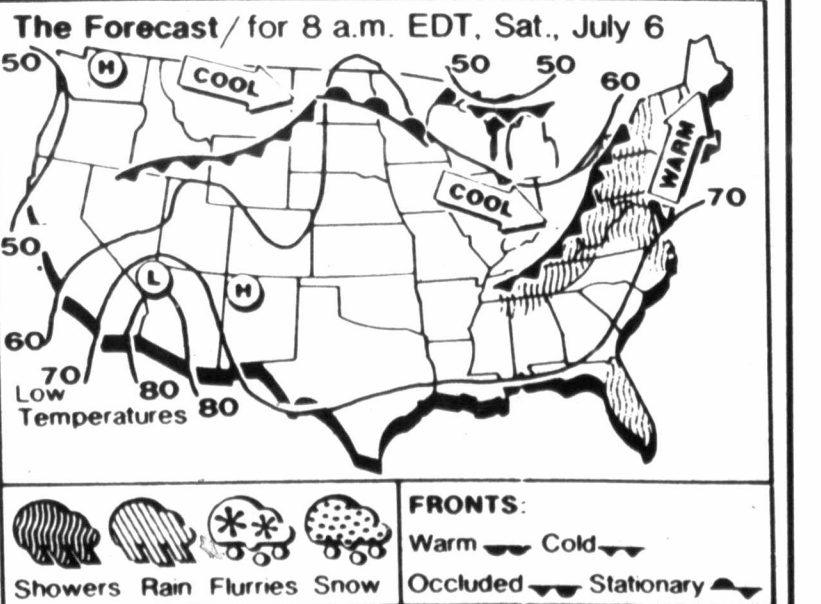 The Forecast / for 8 a.m. EDT, Sat., July 6
50
H
COOL
50
50
60
WARM
COOL
70
50
L
H
60
70
80
80
Low
Temperatures
Showers Rain Flurries Snow
FRONTS:
Warm Cold
Occluded Stationary